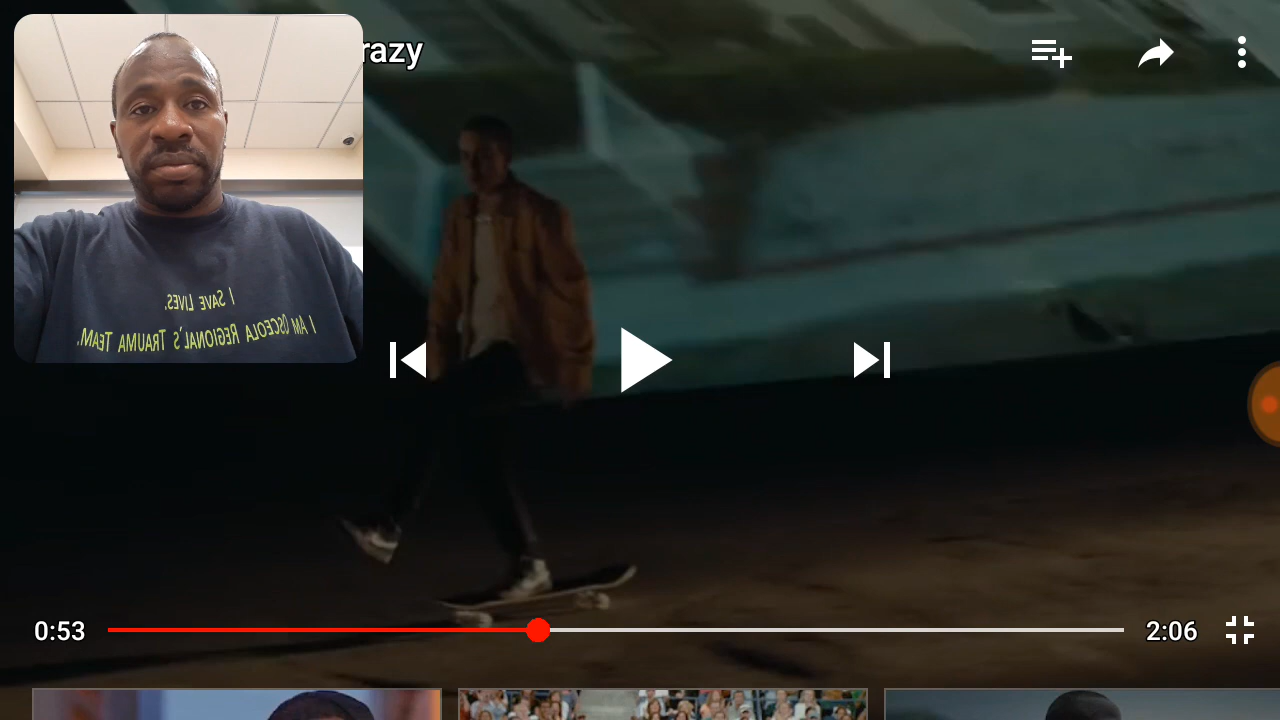 razy
I SAVE LIVES.
I AM OSCEOLA REGIONAL`S TRAUMA TEAM.
0:53
2:06